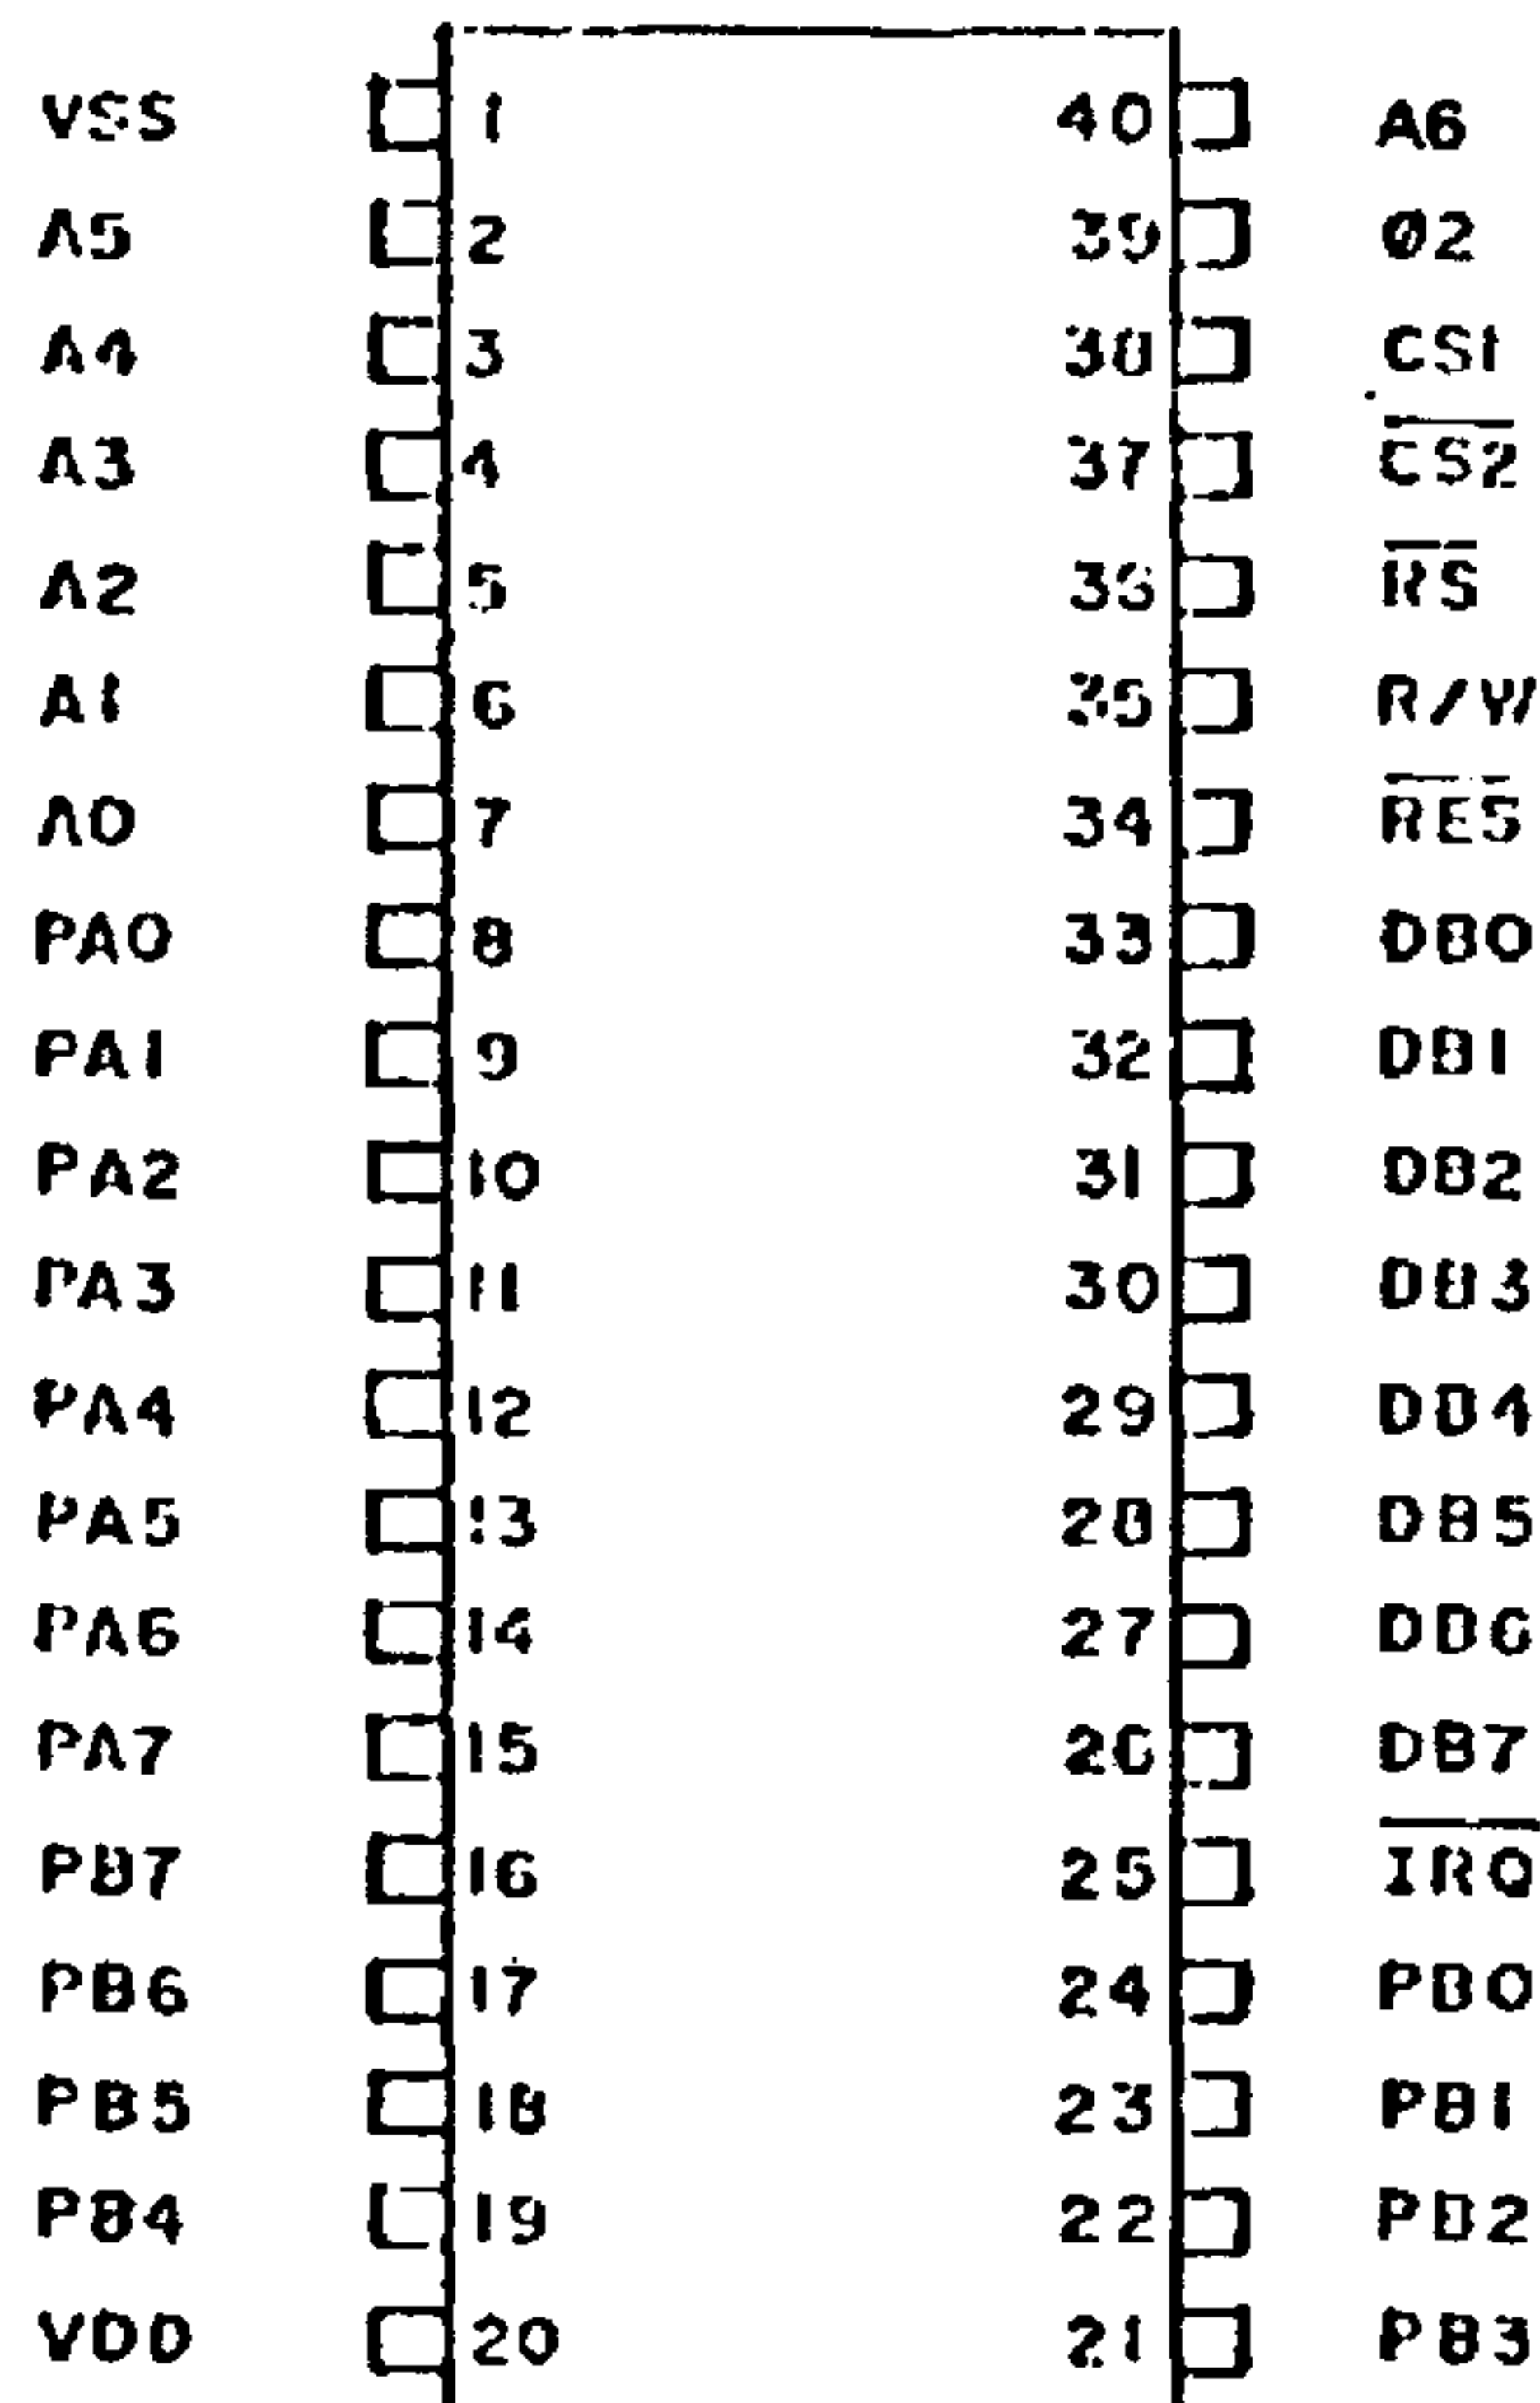 VSS 1 40 A6
A5 2 39 Ø2
A4 3 38 CS1
A3 4 37 CS2
A2 5 36 RS
A1 6 35 R/W
A0 7 34 RES
PA0 8 33 DB0
PA1 9 32 DB1
PA2 10 31 DB2
PA3 11 30 DB3
PA4 12 29 DB4
PA5 13 28 DB5
PA6 14 27 DB6
PA7 15 26 DB7
PB7 16 25 IRQ
PB6 17 24 PB0
PB5 18 23 PB1
PB4 19 22 PB2
VDD 20 21 PB3